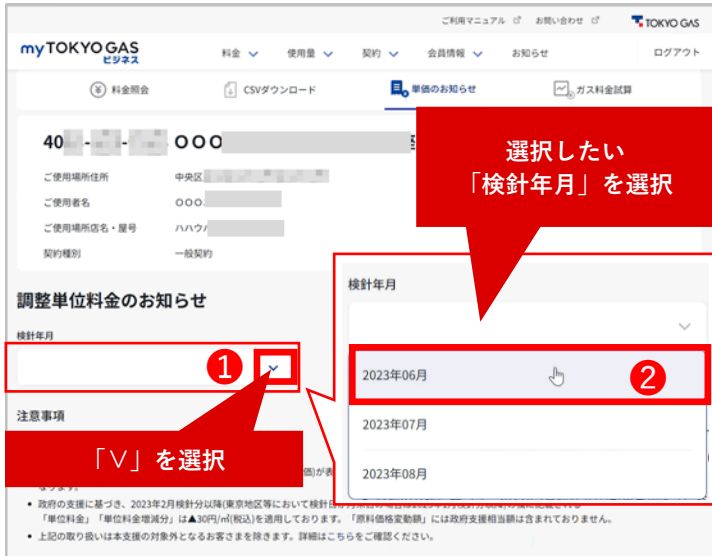 ご利用マニュアル お問い合わせ TOKYO GAS
myTOKYO GAS
ビジネス
料金 使用量 契約 会員情報 お知らせ ログアウト
料金照会 CSVダウンロード 単価のお知らせ ガス料金試算
40 - - 〇〇〇
ご使用場所住所 中央区
ご使用者名 〇〇〇
ご使用場所店名・屋号 ハハウ
契約種別 一般契約
選択したい
「検針年月」を選択
調整単位料金のお知らせ
検針年月
1
検針年月
2023年06月
2
2023年07月
2023年08月
注意事項
「∨」を選択
価)が表
なります。
政府の支援に基づき、2023年2月検針分以降(東京地区等において検針日が
「単位料金」「単位料金増減分」は▲30円/㎥(税込)を適用しております。「原料価格変動額」には政府支援相当額は含まれておりません。
上記の取り扱いは本支援の対象外となるお客さまを除きます。詳細はこちらをご確認ください。